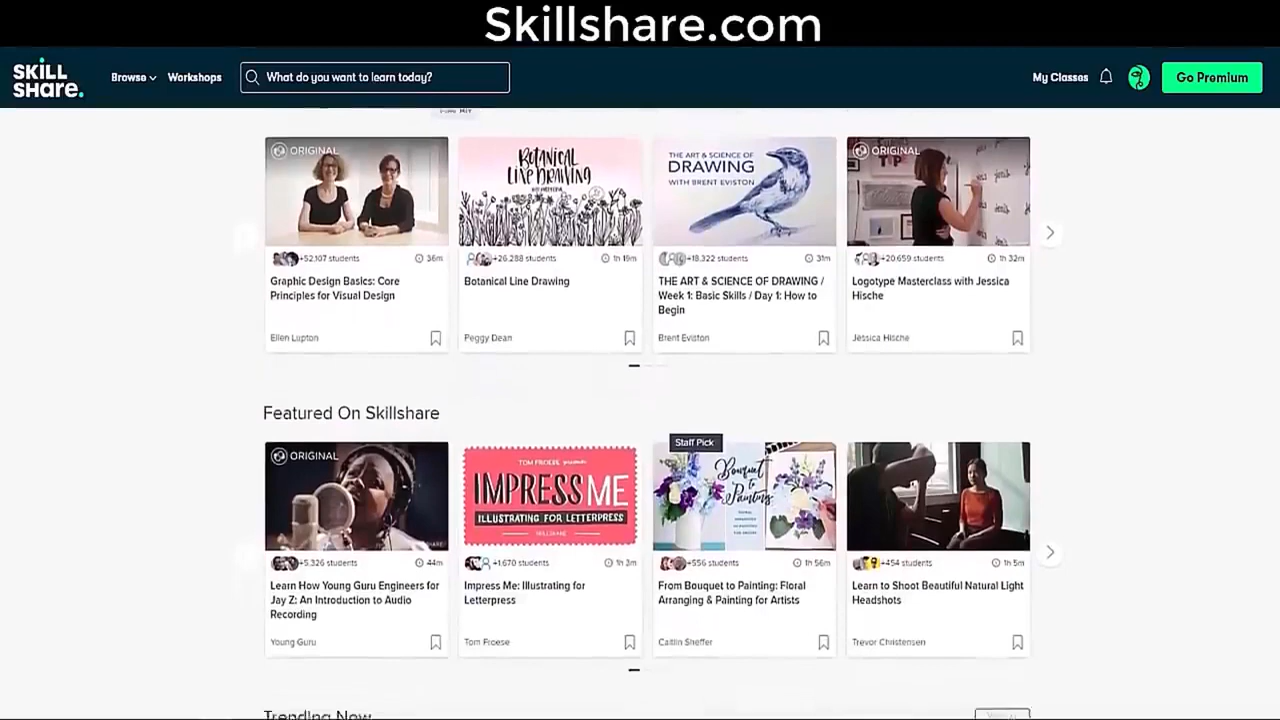 Skillshare.com
SKILL
SHARE.
Browse
Workshops
What do you want to learn today?
My Classes
Go Premium
ORIGINAL
BOTANICAL
LINE DRAWING
THE ART & SCIENCE OF
DRAWING
WITH BRENT EVISTON
ORIGINAL
+52,107 students
36m
+26,288 students
1h 19m
+18,322 students
31m
+20,659 students
1h 32m
Graphic Design Basics: Core
Principles for Visual Design
Botanical Line Drawing
THE ART & SCIENCE OF DRAWING /
Week 1: Basic Skills / Day 1: How to
Begin
Logotype Masterclass with Jessica
Hische
Ellen Lupton
Peggy Dean
Brent Eviston
Jessica Hische
Featured On Skillshare
ORIGINAL
TOM FROESE presents
IMPRESS ME
ILLUSTRATING FOR LETTERPRESS
SKILLSHARE
Staff Pick
Bouquet
to
Painting
+5,326 students
44m
+1,670 students
1h 3m
+556 students
1h 56m
+454 students
1h 5m
Learn How Young Guru Engineers for
Jay Z: An Introduction to Audio
Recording
Impress Me: Illustrating for
Letterpress
From Bouquet to Painting: Floral
Arranging & Painting for Artists
Learn to Shoot Beautiful Natural Light
Headshots
Young Guru
Tom Froese
Caitlin Sheffer
Trevor Christensen
Trending Now